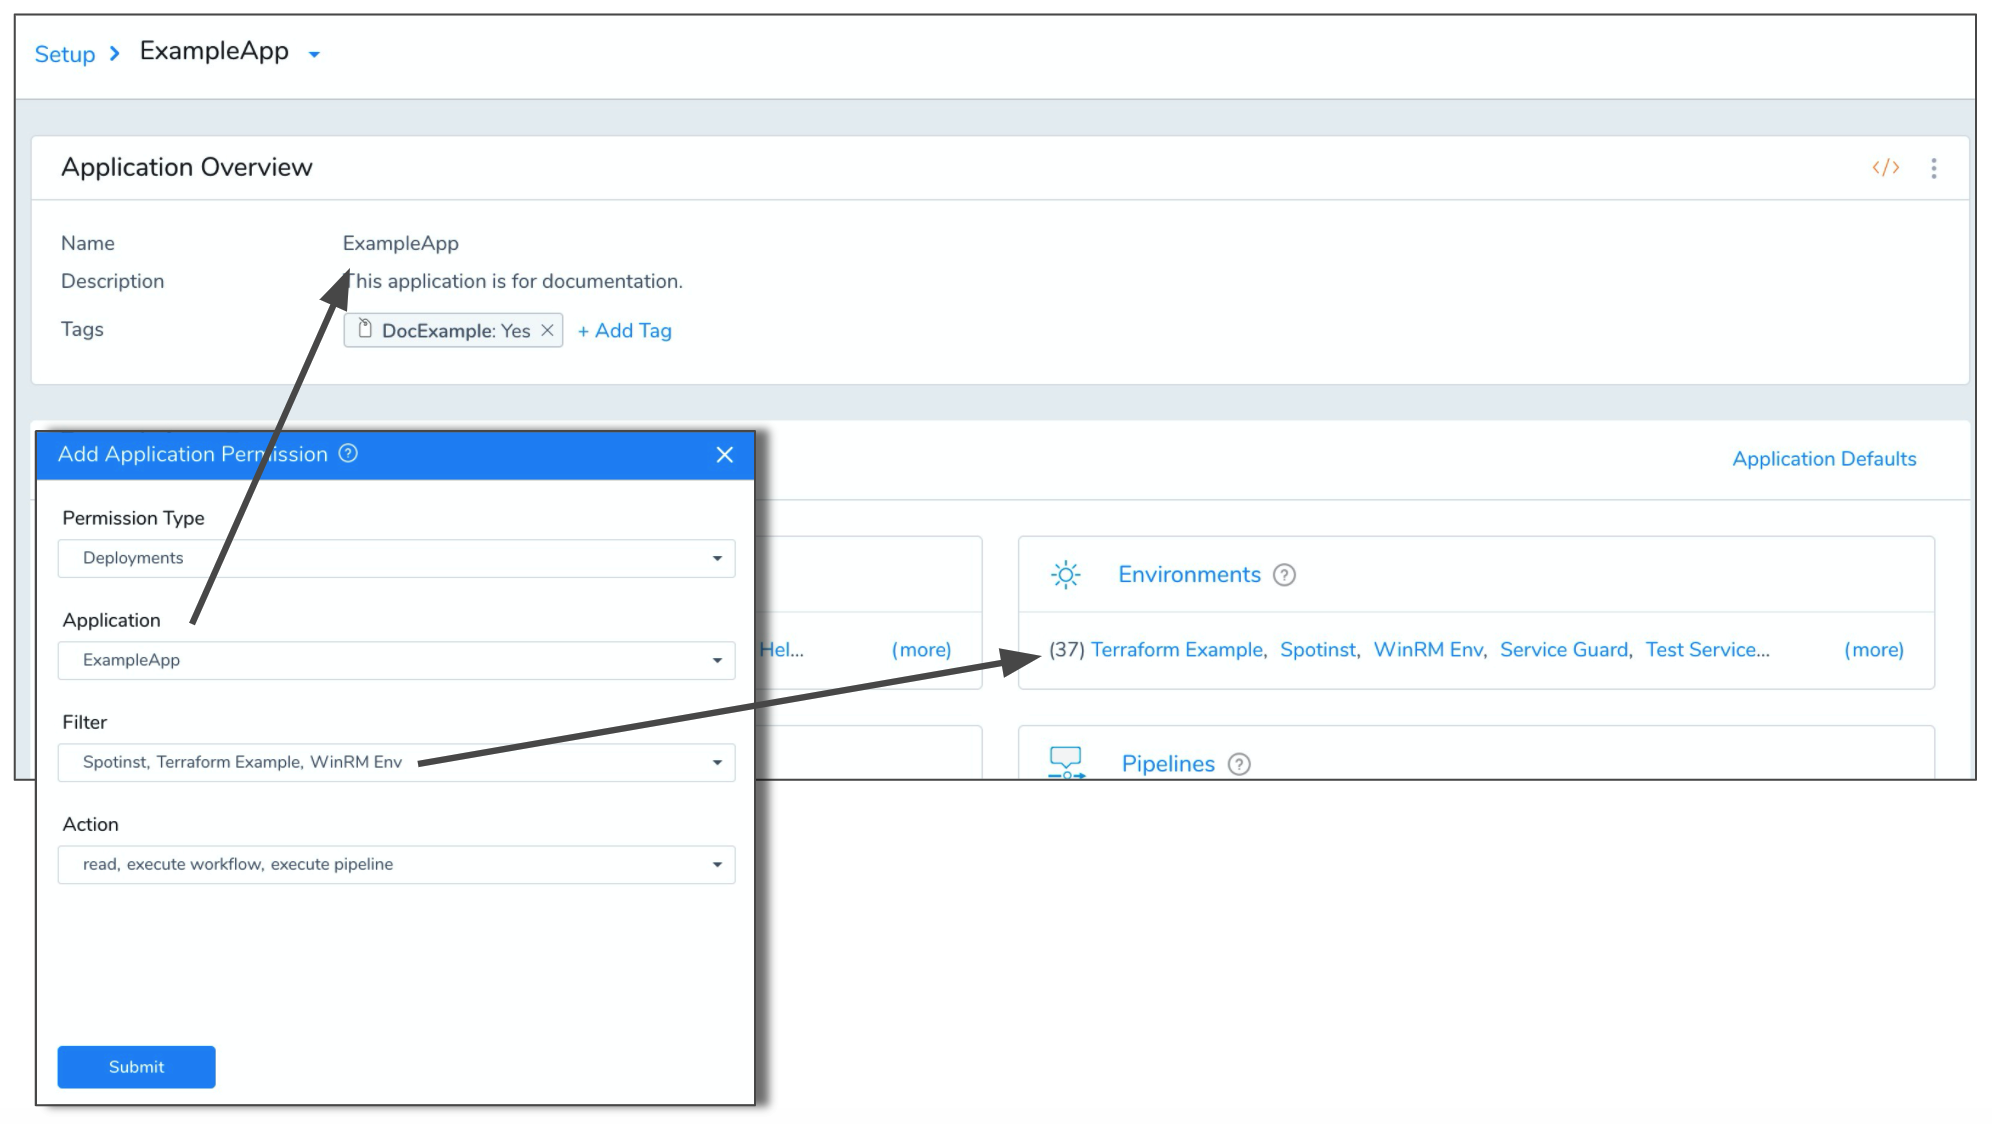 Setup > ExampleApp
Application Overview
</>
Name ExampleApp
Description This application is for documentation.
Tags DocExample: Yes × + Add Tag
Application Defaults
Environments ?
Hel... (more)
(37) Terraform Example, Spotinst, WinRM Env, Service Guard, Test Service... (more)
Pipelines ?
Add Application Permission ? ×
Permission Type
Deployments
Application
ExampleApp
Filter
Spotinst, Terraform Example, WinRM Env
Action
read, execute workflow, execute pipeline
Submit